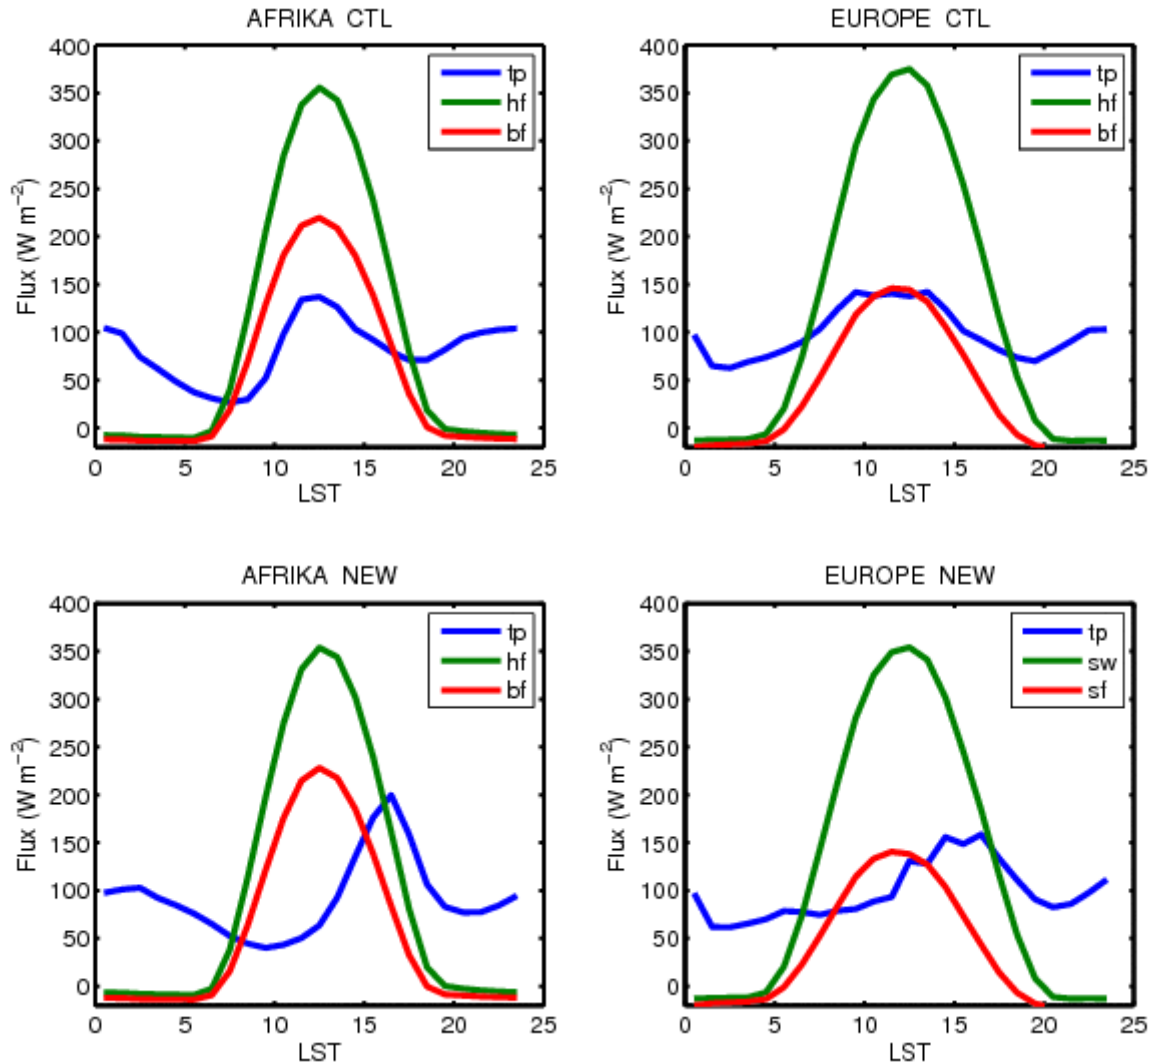 AFRIKA CTL
400
350
300
250
200
150
100
50
0
Flux (W m⁻²)
tp
hf
bf
0 5 10 15 20 25
LST
EUROPE CTL
400
350
300
250
200
150
100
50
0
Flux (W m⁻²)
tp
hf
bf
0 5 10 15 20 25
LST
AFRIKA NEW
400
350
300
250
200
150
100
50
0
Flux (W m⁻²)
tp
hf
bf
0 5 10 15 20 25
LST
EUROPE NEW
400
350
300
250
200
150
100
50
0
Flux (W m⁻²)
tp
sw
sf
0 5 10 15 20 25
LST